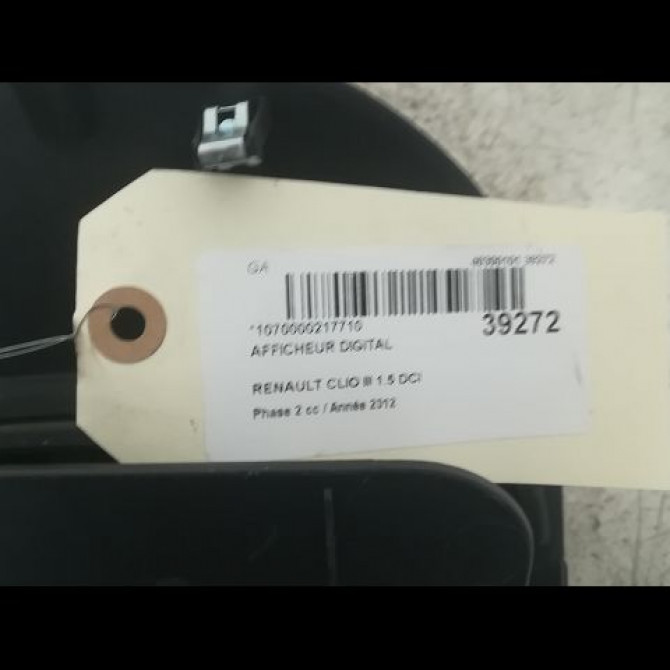 GA
*1070000217710
39272
AFFICHEUR DIGITAL
RENAULT CLIO III 1.5 DCI
Phase 2 cc / Année 2012